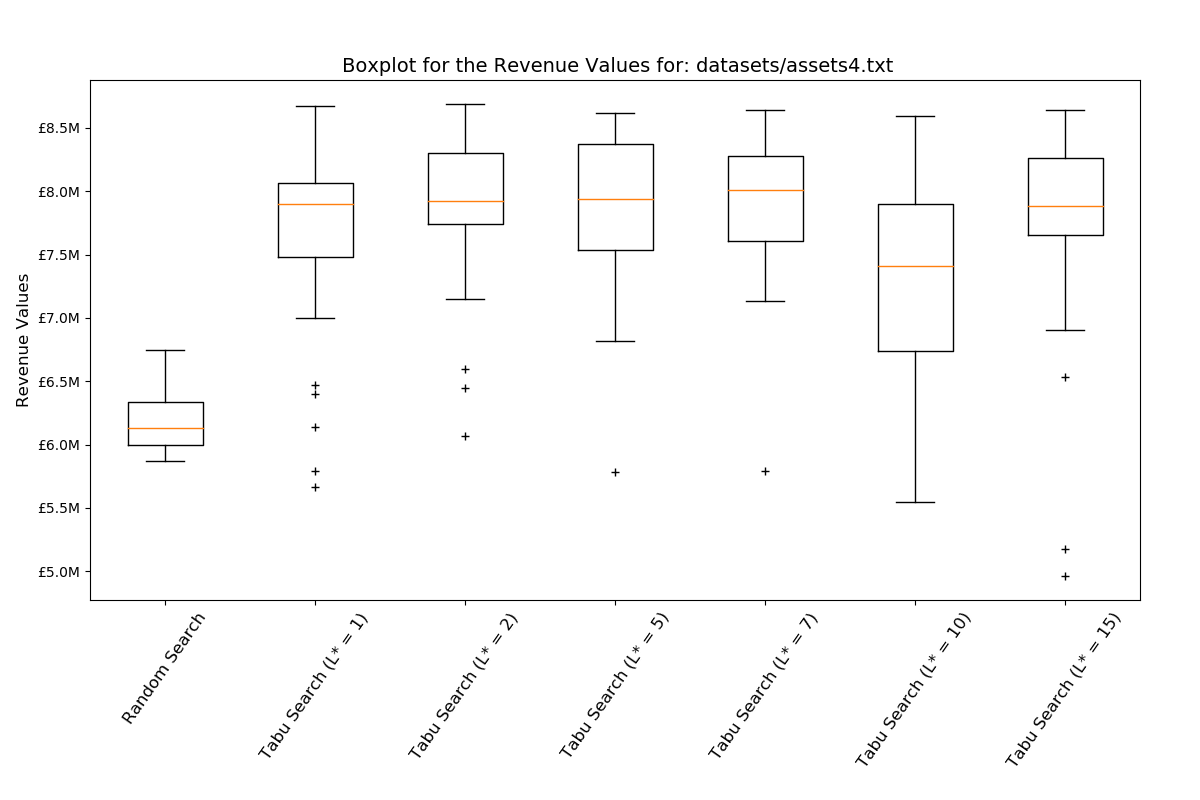 Boxplot for the Revenue Values for: datasets/assets4.txt
Revenue Values
£8.5M
£8.0M
£7.5M
£7.0M
£6.5M
£6.0M
£5.5M
£5.0M
Random Search
Tabu Search (L* = 1)
Tabu Search (L* = 2)
Tabu Search (L* = 5)
Tabu Search (L* = 7)
Tabu Search (L* = 10)
Tabu Search (L* = 15)